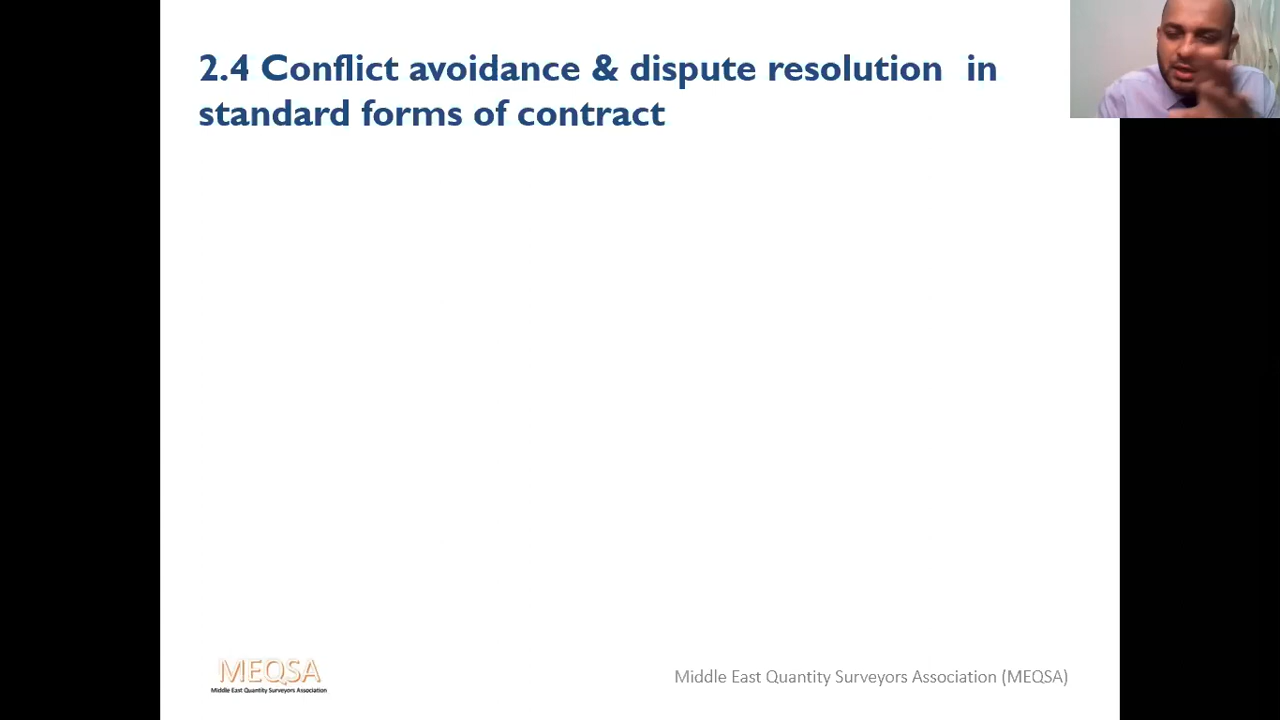 2.4 Conflict avoidance & dispute resolution in
standard forms of contract
MEQSA
Middle East Quantity Surveyors Association
Middle East Quantity Surveyors Association (MEQSA)